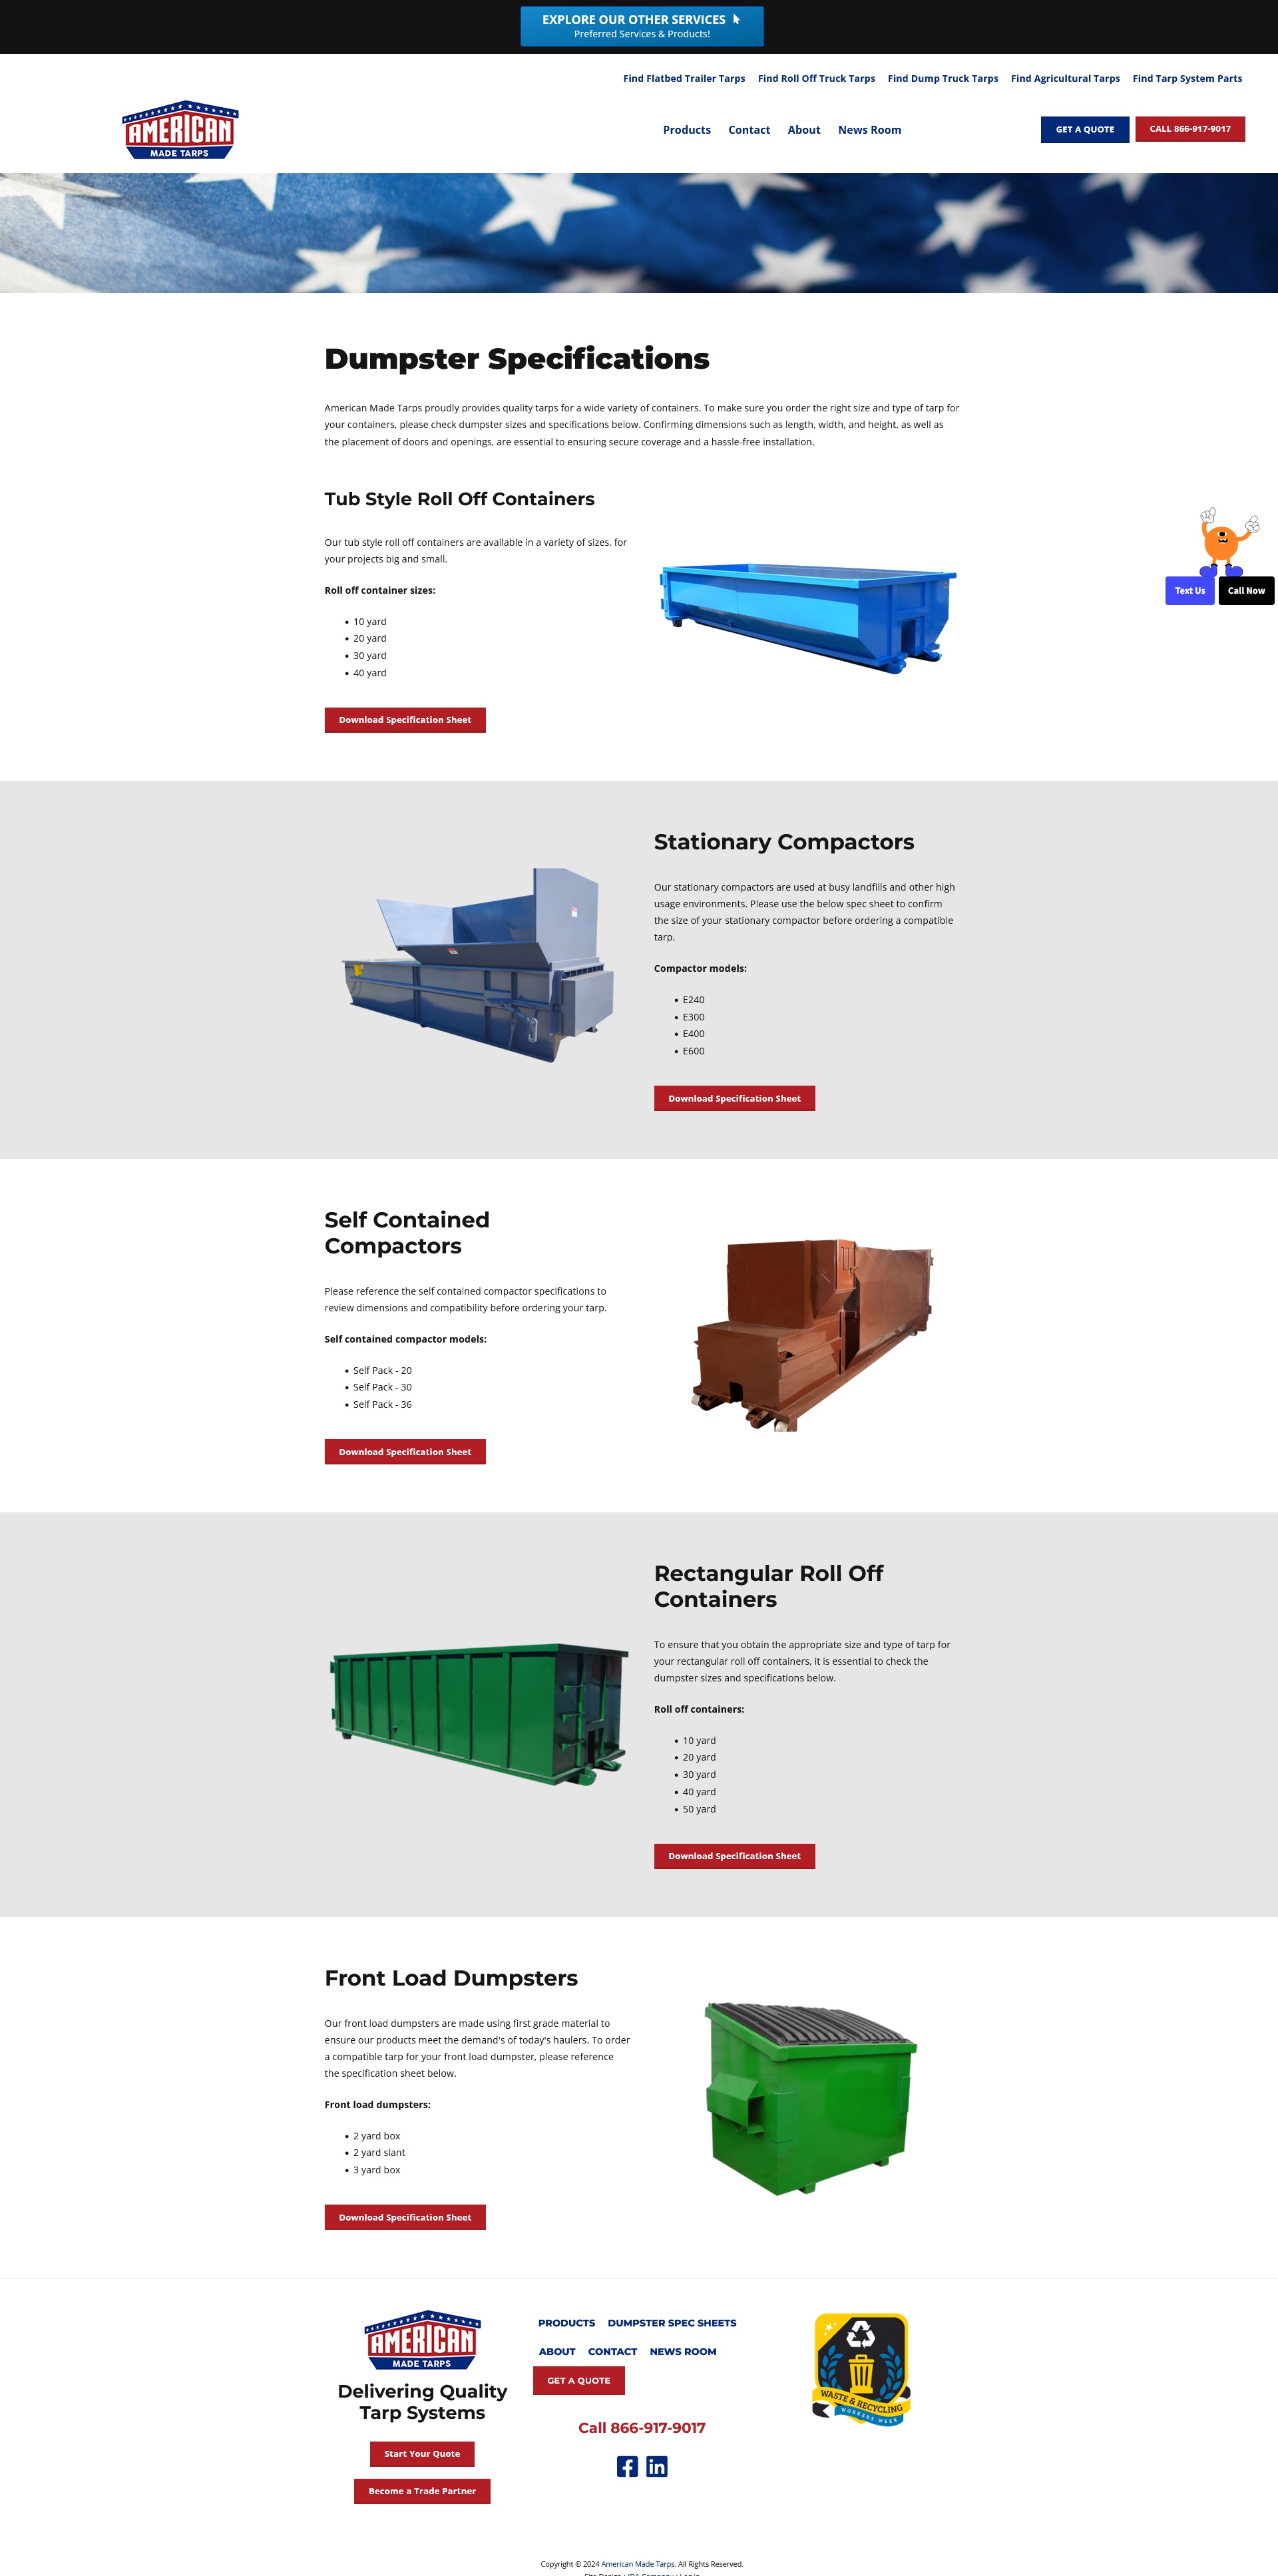 EXPLORE OUR OTHER SERVICES
Preferred Services & Products!
Find Flatbed Trailer Tarps Find Roll Off Truck Tarps Find Dump Truck Tarps Find Agricultural Tarps Find Tarp System Parts
AMERICAN
MADE TARPS
Products Contact About News Room
GET A QUOTE
CALL 866-917-9017
Dumpster Specifications
American Made Tarps proudly provides quality tarps for a wide variety of containers. To make sure you order the right size and type of tarp for
your containers, please check dumpster sizes and specifications below. Confirming dimensions such as length, width, and height, as well as
the placement of doors and openings, are essential to ensuring secure coverage and a hassle-free installation.
Tub Style Roll Off Containers
Our tub style roll off containers are available in a variety of sizes, for
your projects big and small.
Roll off container sizes:
• 10 yard
• 20 yard
• 30 yard
• 40 yard
Download Specification Sheet
Text Us
Call Now
Stationary Compactors
Our stationary compactors are used at busy landfills and other high
usage environments. Please use the below spec sheet to confirm
the size of your stationary compactor before ordering a compatible
tarp.
Compactor models:
• E240
• E300
• E400
• E600
Download Specification Sheet
Self Contained
Compactors
Please reference the self contained compactor specifications to
review dimensions and compatibility before ordering your tarp.
Self contained compactor models:
• Self Pack - 20
• Self Pack - 30
• Self Pack - 36
Download Specification Sheet
Rectangular Roll Off
Containers
To ensure that you obtain the appropriate size and type of tarp for
your rectangular roll off containers, it is essential to check the
dumpster sizes and specifications below.
Roll off containers:
• 10 yard
• 20 yard
• 30 yard
• 40 yard
• 50 yard
Download Specification Sheet
Front Load Dumpsters
Our front load dumpsters are made using first grade material to
ensure our products meet the demand's of today's haulers. To order
a compatible tarp for your front load dumpster, please reference
the specification sheet below.
Front load dumpsters:
• 2 yard box
• 2 yard slant
• 3 yard box
Download Specification Sheet
AMERICAN
MADE TARPS
Delivering Quality
Tarp Systems
Start Your Quote
Become a Trade Partner
PRODUCTS DUMPSTER SPEC SHEETS
ABOUT CONTACT NEWS ROOM
GET A QUOTE
Call 866-917-9017
WASTE & RECYCLING
WORKERS WEEK
Copyright © 2024 American Made Tarps. All Rights Reserved.